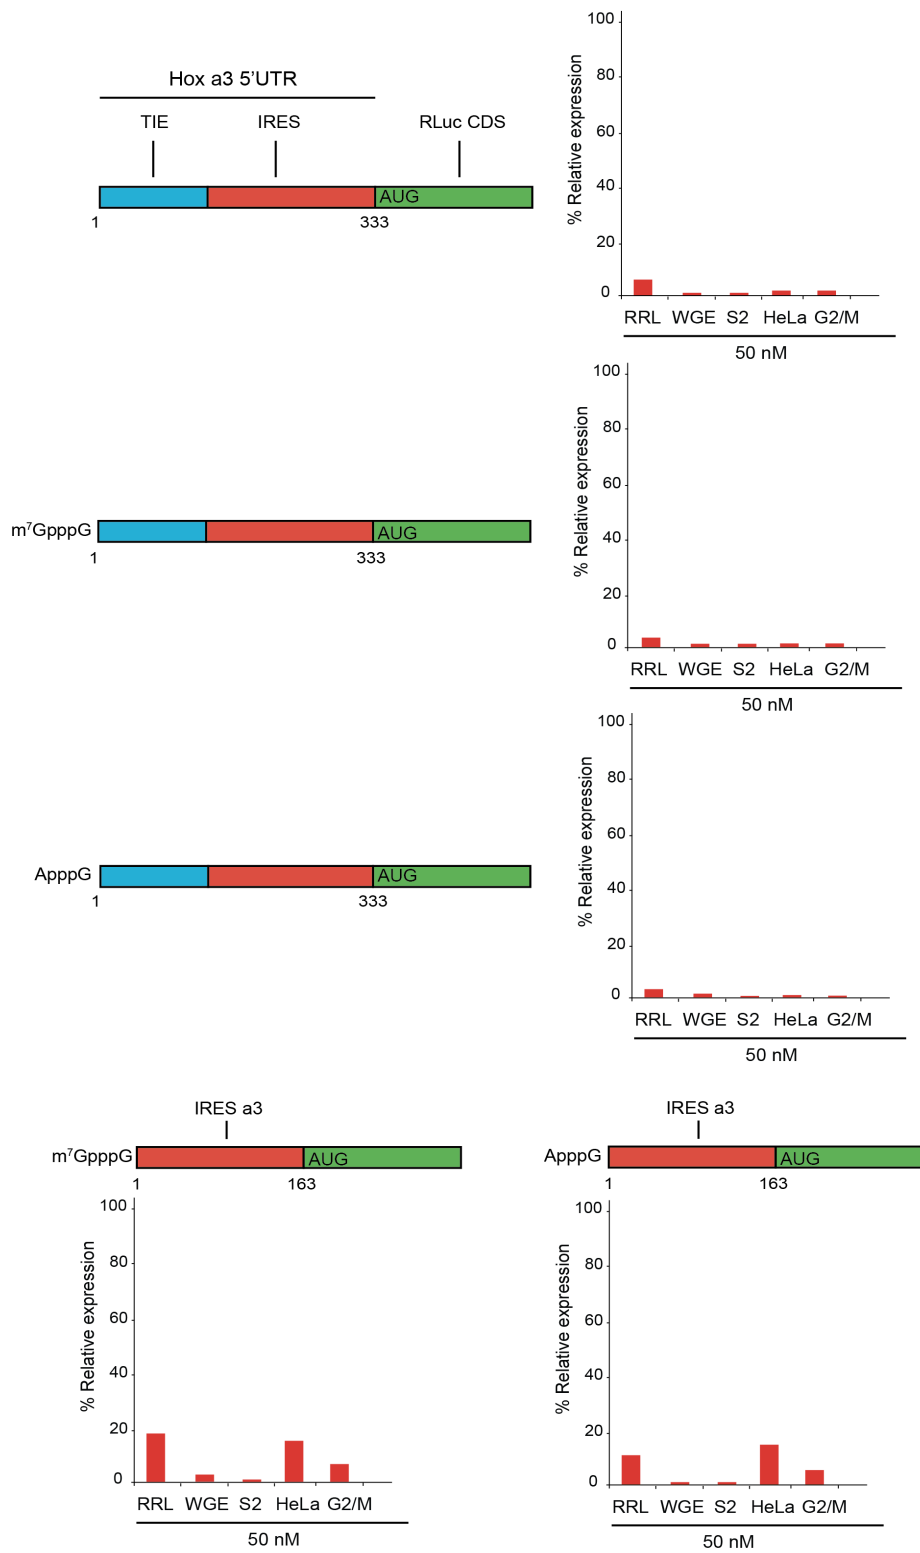 Hox a3 5'UTR
TIE IRES RLuc CDS
AUG
1 333
% Relative expression
100
80
60
40
20
0
RRL WGE S2 HeLa G2/M
50 nM
m⁷GpppG AUG
1 333
% Relative expression
100
80
60
40
20
0
RRL WGE S2 HeLa G2/M
50 nM
ApppG AUG
1 333
% Relative expression
100
80
60
40
20
0
RRL WGE S2 HeLa G2/M
50 nM
IRES a3
m⁷GpppG AUG
1 163
% Relative expression
100
80
60
40
20
0
RRL WGE S2 HeLa G2/M
50 nM
IRES a3
ApppG AUG
1 163
% Relative expression
100
80
60
40
20
0
RRL WGE S2 HeLa G2/M
50 nM